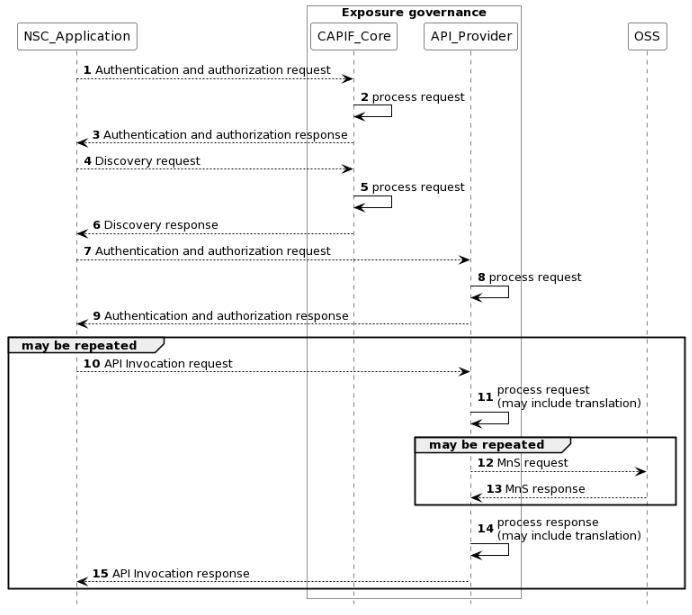 Exposure governance
NSC_Application
CAPIF_Core
API_Provider
OSS
1 Authentication and authorization request
2 process request
3 Authentication and authorization response
4 Discovery request
5 process request
6 Discovery response
7 Authentication and authorization request
8 process request
9 Authentication and authorization response
may be repeated
10 API Invocation request
process request
11
(may include translation)
may be repeated
12 MnS request
13 MnS response
process response
14
(may include translation)
15 API Invocation response